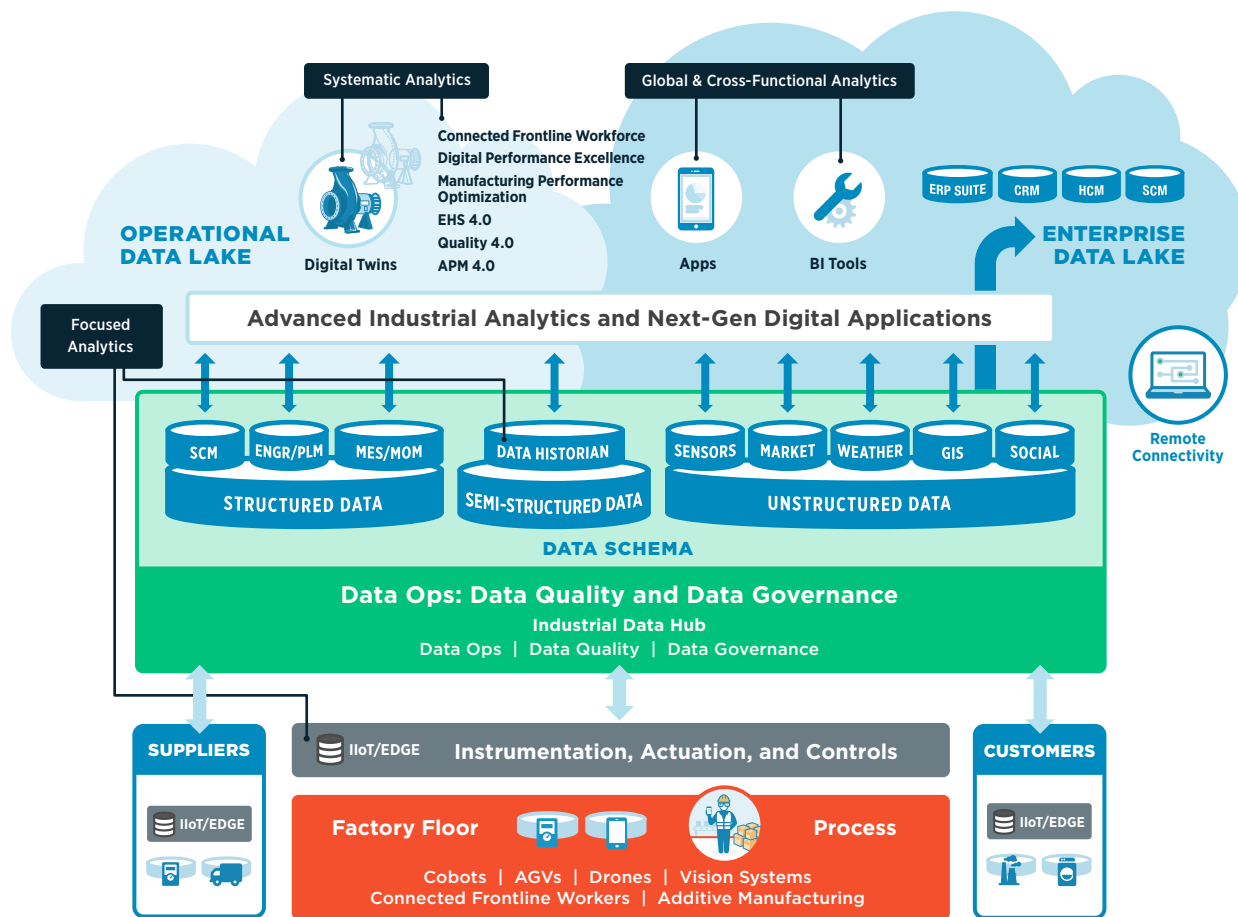 Systematic Analytics
Global & Cross-Functional Analytics
Connected Frontline Workforce
Digital Performance Excellence
Manufacturing Performance
Optimization
EHS 4.0
Quality 4.0
APM 4.0
Digital Twins
Apps
BI Tools
ERP SUITE
CRM
HCM
SCM
OPERATIONAL
DATA LAKE
ENTERPRISE
DATA LAKE
Focused
Analytics
Advanced Industrial Analytics and Next-Gen Digital Applications
Remote
Connectivity
SCM
ENGR/PLM
MES/MOM
DATA HISTORIAN
SENSORS
MARKET
WEATHER
GIS
SOCIAL
STRUCTURED DATA
SEMI-STRUCTURED DATA
UNSTRUCTURED DATA
DATA SCHEMA
Data Ops: Data Quality and Data Governance
Industrial Data Hub
Data Ops | Data Quality | Data Governance
SUPPLIERS
IIoT/EDGE
IIoT/EDGE
Instrumentation, Actuation, and Controls
Factory Floor
Process
Cobots | AGVs | Drones | Vision Systems
Connected Frontline Workers | Additive Manufacturing
CUSTOMERS
IIoT/EDGE